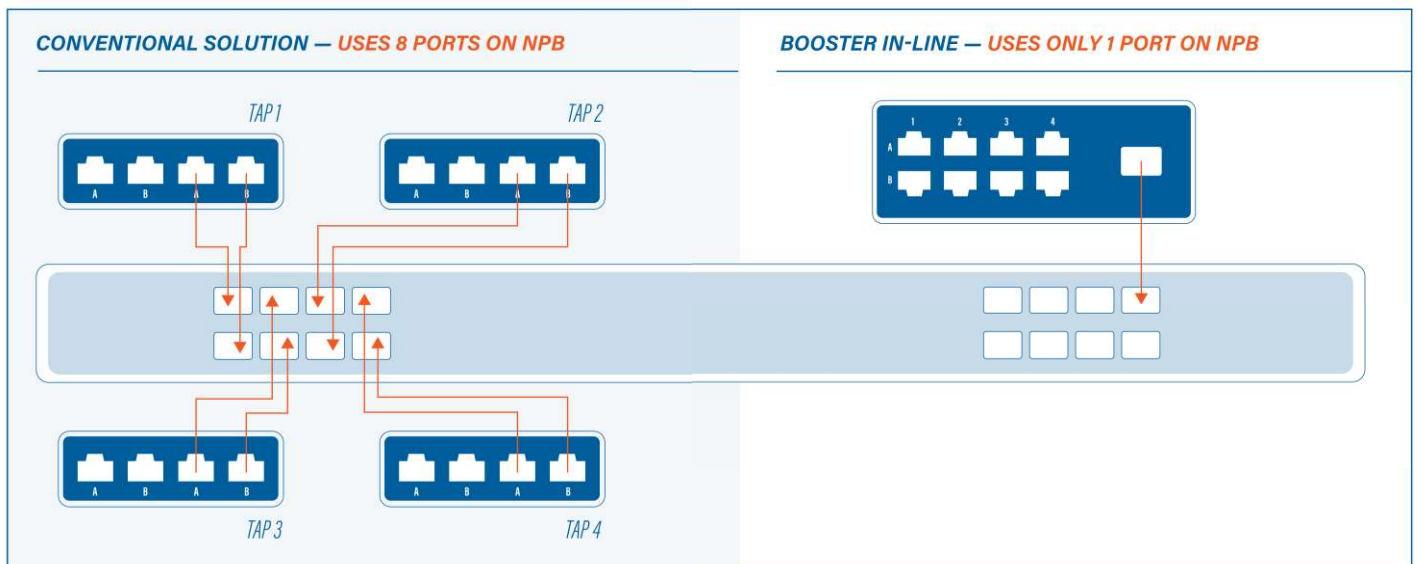 CONVENTIONAL SOLUTION — USES 8 PORTS ON NPB
BOOSTER IN-LINE — USES ONLY 1 PORT ON NPB
TAP 1
TAP 2
A B A B
A B A B
1 2 3 4
A
B
A B A B
A B A B
TAP 3
TAP 4